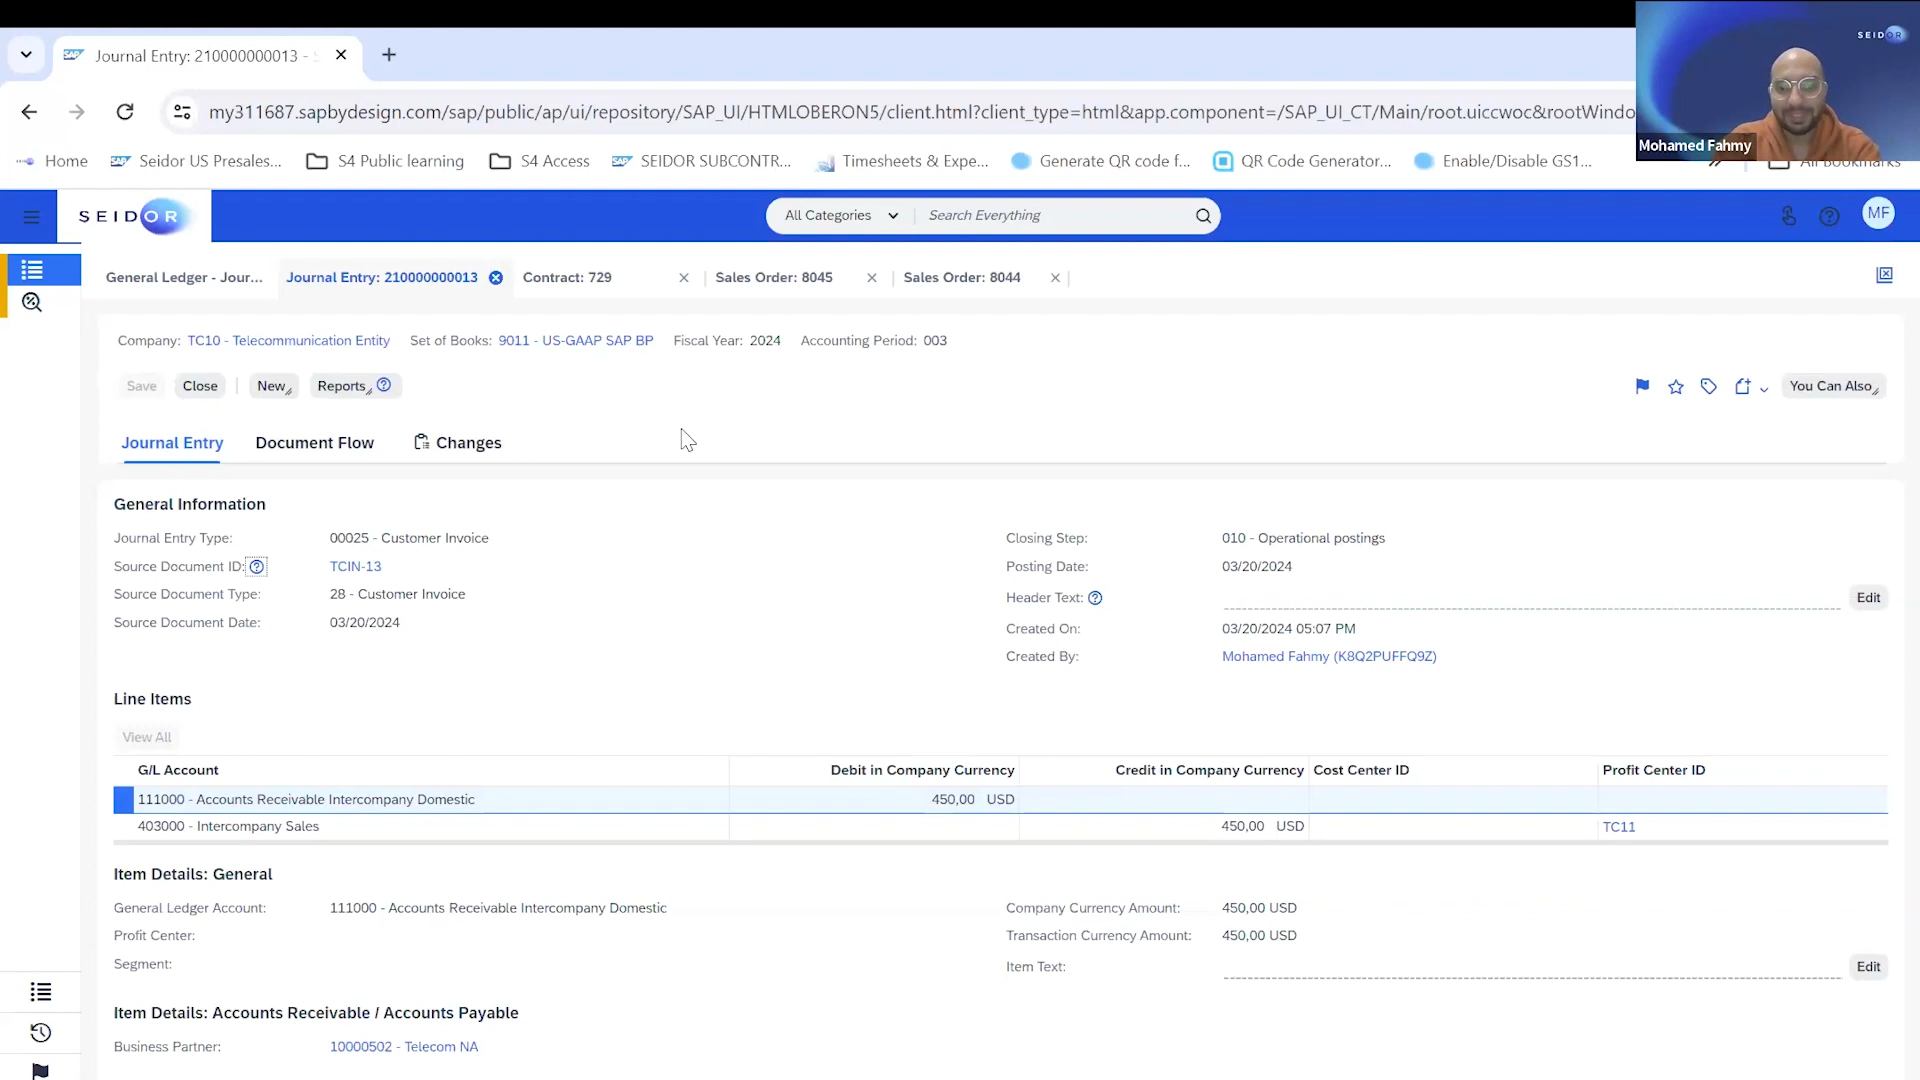 SEIDOR
Mohamed Fahmy
Journal Entry: 210000000013 -
my311687.sapbydesign.com/sap/public/ap/ui/repository/SAP_UI/HTMLOBERON5/client.html?client_type=html&app.component=/SAP_UI_CT/Main/root.uiccwoc&rootWindo
Home SAP Seidor US Presales... S4 Public learning S4 Access SAP SEIDOR SUBCONTR... Timesheets & Expe... Generate QR code f... QR Code Generator... Enable/Disable GS1... All Bookmarks
SEIDOR All Categories Search Everything MF
General Ledger - Jour... Journal Entry: 210000000013 Contract: 729 Sales Order: 8045 Sales Order: 8044
Company: TC10 - Telecommunication Entity Set of Books: 9011 - US-GAAP SAP BP Fiscal Year: 2024 Accounting Period: 003
Save Close New Reports You Can Also
Journal Entry Document Flow Changes
General Information
Journal Entry Type: 00025 - Customer Invoice Closing Step: 010 - Operational postings
Source Document ID: TCIN-13 Posting Date: 03/20/2024
Source Document Type: 28 - Customer Invoice Header Text: Edit
Source Document Date: 03/20/2024 Created On: 03/20/2024 05:07 PM
Created By: Mohamed Fahmy (K8Q2PUFFQ9Z)
Line Items
View All
G/L Account Debit in Company Currency Credit in Company Currency Cost Center ID Profit Center ID
111000 - Accounts Receivable Intercompany Domestic 450,00 USD
403000 - Intercompany Sales 450,00 USD TC11
Item Details: General
General Ledger Account: 111000 - Accounts Receivable Intercompany Domestic Company Currency Amount: 450,00 USD
Profit Center: Transaction Currency Amount: 450,00 USD
Segment: Item Text: Edit
Item Details: Accounts Receivable / Accounts Payable
Business Partner: 10000502 - Telecom NA